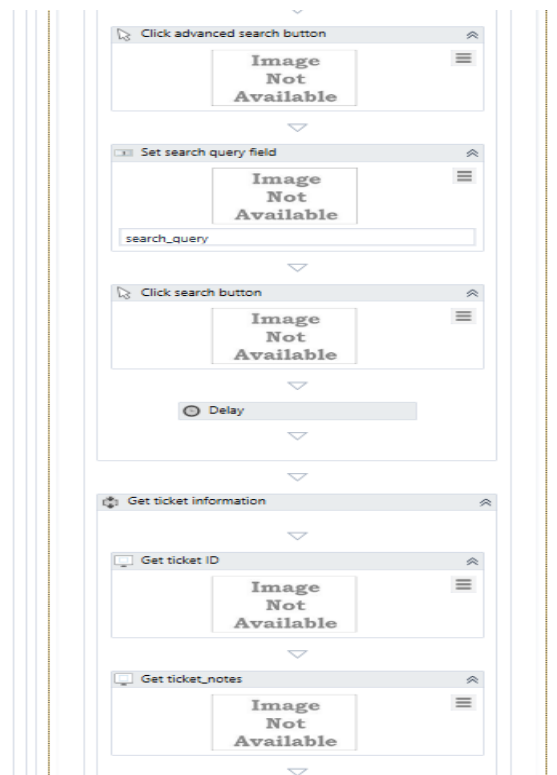 Click advanced search button
Image
Not
Available
Set search query field
Image
Not
Available
search_query
Click search button
Image
Not
Available
Delay
Get ticket information
Get ticket ID
Image
Not
Available
Get ticket_notes
Image
Not
Available